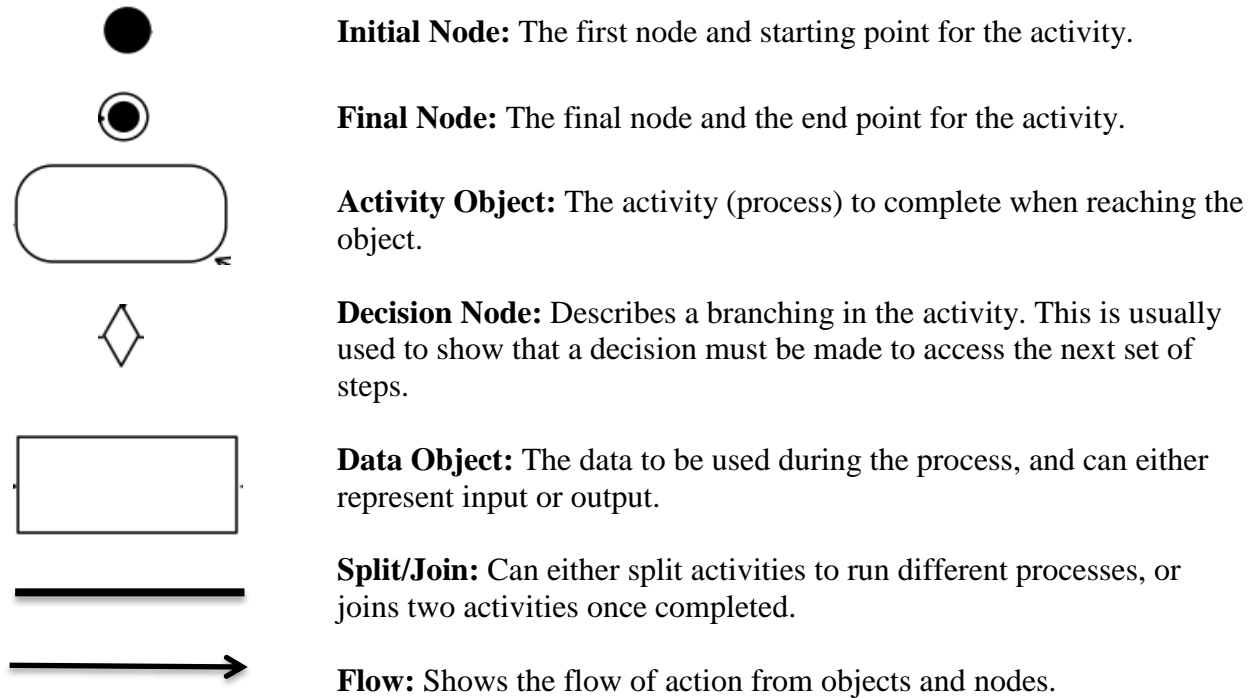 Initial Node: The first node and starting point for the activity.
Final Node: The final node and the end point for the activity.
Activity Object: The activity (process) to complete when reaching the
object.
Decision Node: Describes a branching in the activity. This is usually
used to show that a decision must be made to access the next set of
steps.
Data Object: The data to be used during the process, and can either
represent input or output.
Split/Join: Can either split activities to run different processes, or
joins two activities once completed.
Flow: Shows the flow of action from objects and nodes.